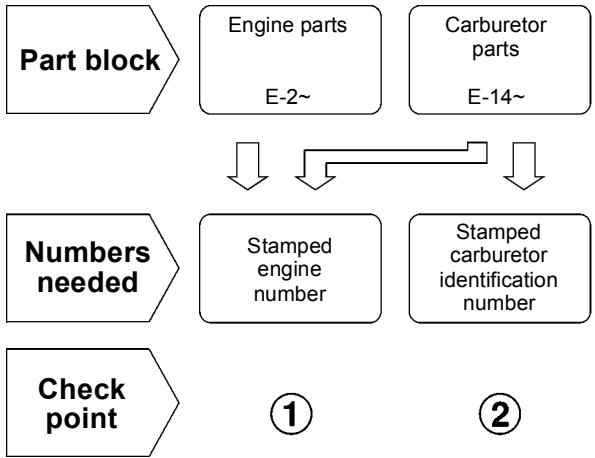 Part block
Engine parts
E-2~
Carburetor
parts
E-14~
Numbers
needed
Stamped
engine
number
Stamped
carburetor
identification
number
Check
point
①
②